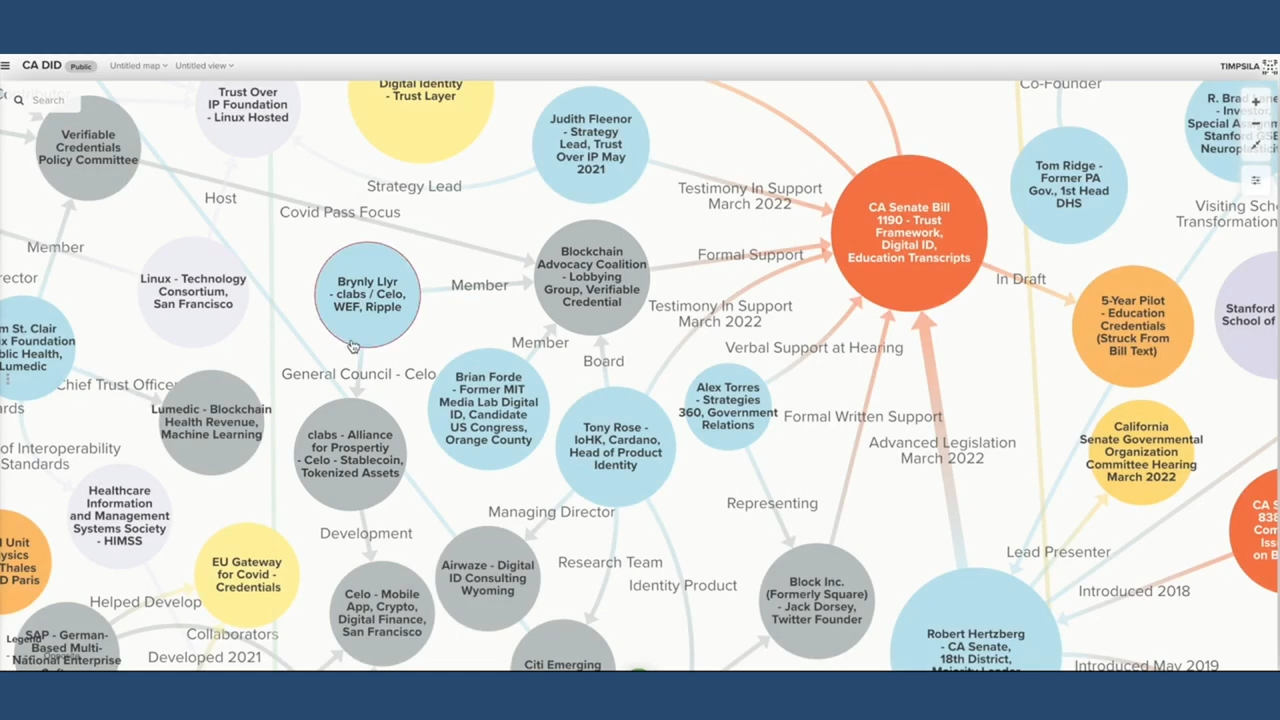 CA DID Public Untitled map Untitled view TIMPSILA
Search
Verifiable
Credentials
Policy Committee
Trust Over
IP Foundation
- Linux Hosted
Digital Identity
- Trust Layer
Judith Fleenor
- Strategy
Lead, Trust
Over IP May
2021
Co-Founder
Tom Ridge -
Former PA
Gov., 1st Head
DHS
Host
Strategy Lead
Covid Pass Focus
Testimony In Support
March 2022
CA Senate Bill
1190 - Trust
Framework,
Digital ID,
Education Transcripts
Member
Linux - Technology
Consortium,
San Francisco
Brynly Llyr
- clabs / Celo,
WEF, Ripple
Member
Blockchain
Advocacy Coalition
- Lobbying
Group, Verifiable
Credential
Formal Support
In Draft
5-Year Pilot
- Education
Credentials
(Struck From
Bill Text)
Stanford
School of
Testimony In Support
March 2022
Member
Board
Verbal Support at Hearing
General Council - Celo
Chief Trust Officer
Lumedic - Blockchain
Health Revenue,
Machine Learning
clabs - Alliance
for Prospertiy
- Celo - Stablecoin,
Tokenized Assets
Brian Forde
- Former MIT
Media Lab Digital
ID, Candidate
US Congress,
Orange County
Tony Rose -
IoHK, Cardano,
Head of Product
Identity
Alex Torres
- Strategies
360, Government
Relations
Formal Written Support
Advanced Legislation
March 2022
California
Senate Governmental
Organization
Committee Hearing
March 2022
of Interoperability
Standards
Healthcare
Information
and Management
Systems Society
- HIMSS
Managing Director
Representing
Development
Research Team
Identity Product
EU Gateway
for Covid -
Credentials
Airwaze - Digital
ID Consulting
Wyoming
Celo - Mobile
App, Crypto,
Digital Finance,
San Francisco
Block Inc.
(Formerly Square)
- Jack Dorsey,
Twitter Founder
Lead Presenter
Introduced 2018
Helped Develop
Collaborators
Developed 2021
SAP - German-
Based Multi-
National Enterprise
Citi Emerging
Robert Hertzberg
- CA Senate,
18th District,
Majority Leader
Introduced May 2019